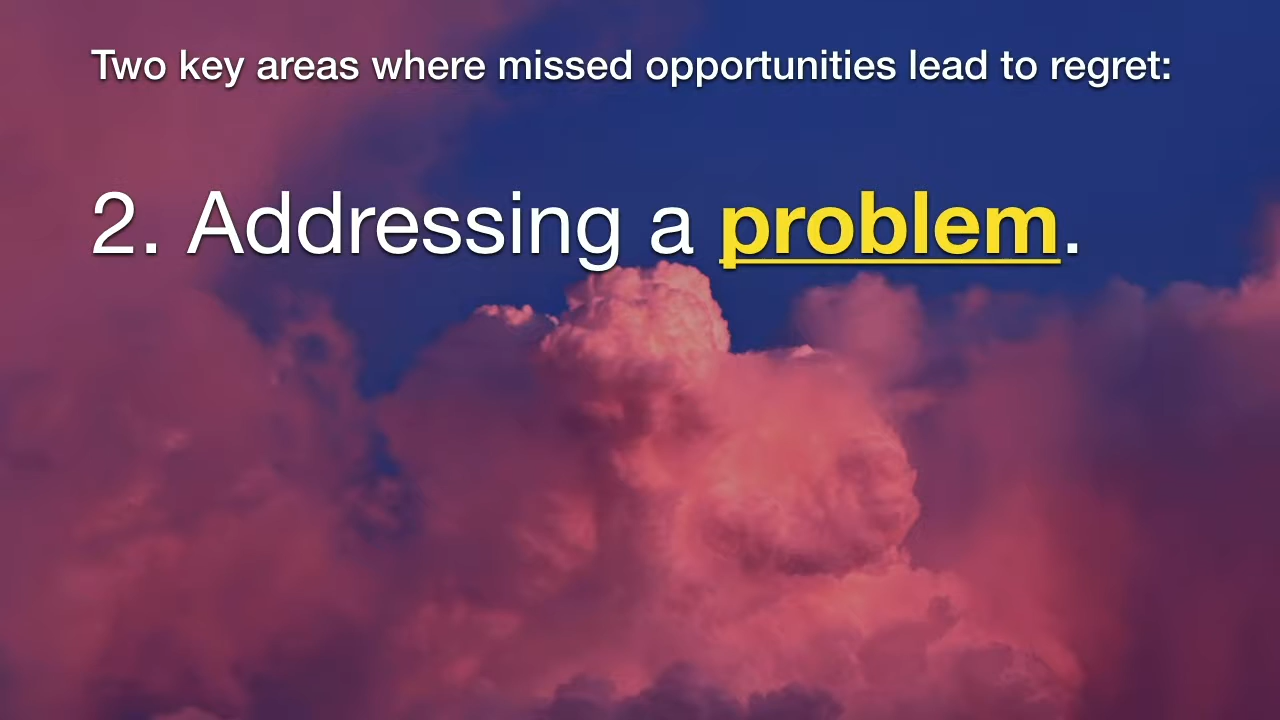 Two key areas where missed opportunities lead to regret:
2. Addressing a problem.